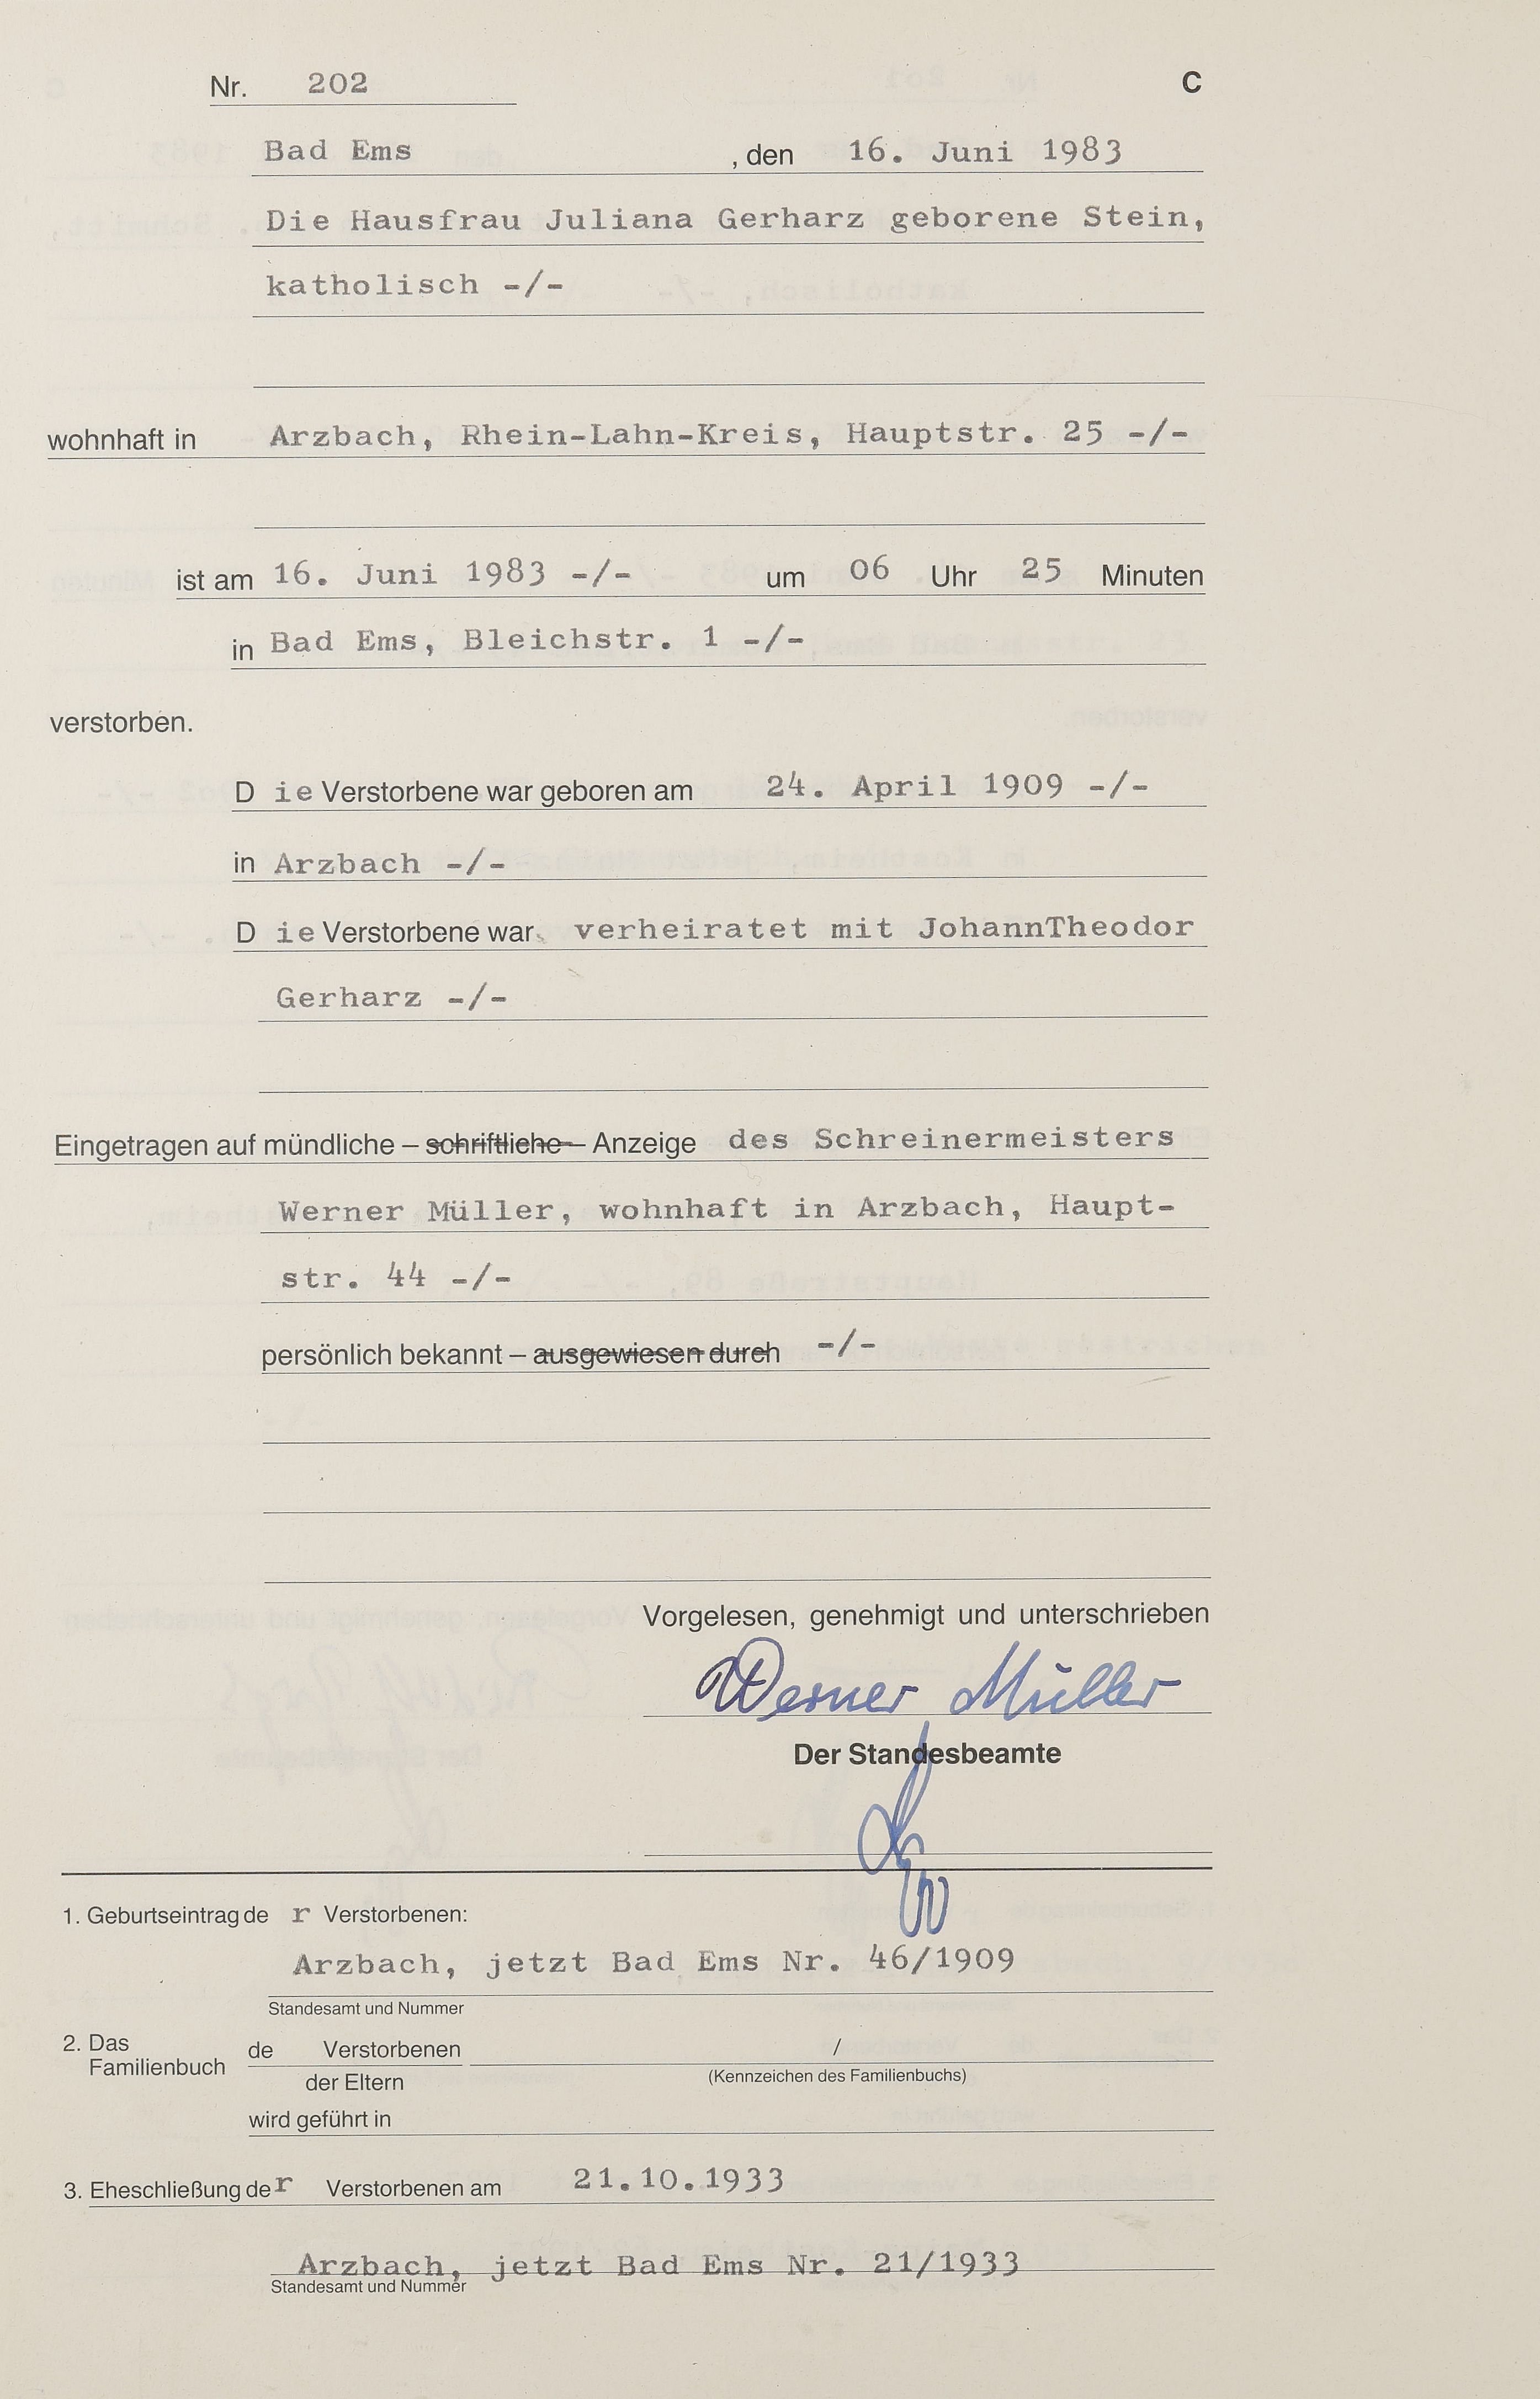 Nr. 202 C
Bad Ems , den 16. Juni 1983
Die Hausfrau Juliana Gerharz geborene Stein,
katholisch -/-
wohnhaft in Arzbach, Rhein-Lahn-Kreis, Hauptstr. 25 -/-
ist am 16. Juni 1983 -/- um 06 Uhr 25 Minuten
in Bad Ems, Bleichstr. 1 -/-
verstorben.
D ie Verstorbene war geboren am 24. April 1909 -/-
in Arzbach -/-
D ie Verstorbene war verheiratet mit JohannTheodor
Gerharz -/-
Eingetragen auf mündliche – schriftliche – Anzeige des Schreinermeisters
Werner Müller, wohnhaft in Arzbach, Haupt-
str. 44 -/-
persönlich bekannt – ausgewiesen durch -/-
Vorgelesen, genehmigt und unterschrieben
Werner Müller
Der Standesbeamte
1. Geburtseintrag de r Verstorbenen:
Arzbach, jetzt Bad Ems Nr. 46/1909
Standesamt und Nummer
2. Das Familienbuch de Verstorbenen /
der Eltern (Kennzeichen des Familienbuchs)
wird geführt in
3. Eheschließung der Verstorbenen am 21.10.1933
Arzbach, jetzt Bad Ems Nr. 21/1933
Standesamt und Nummer